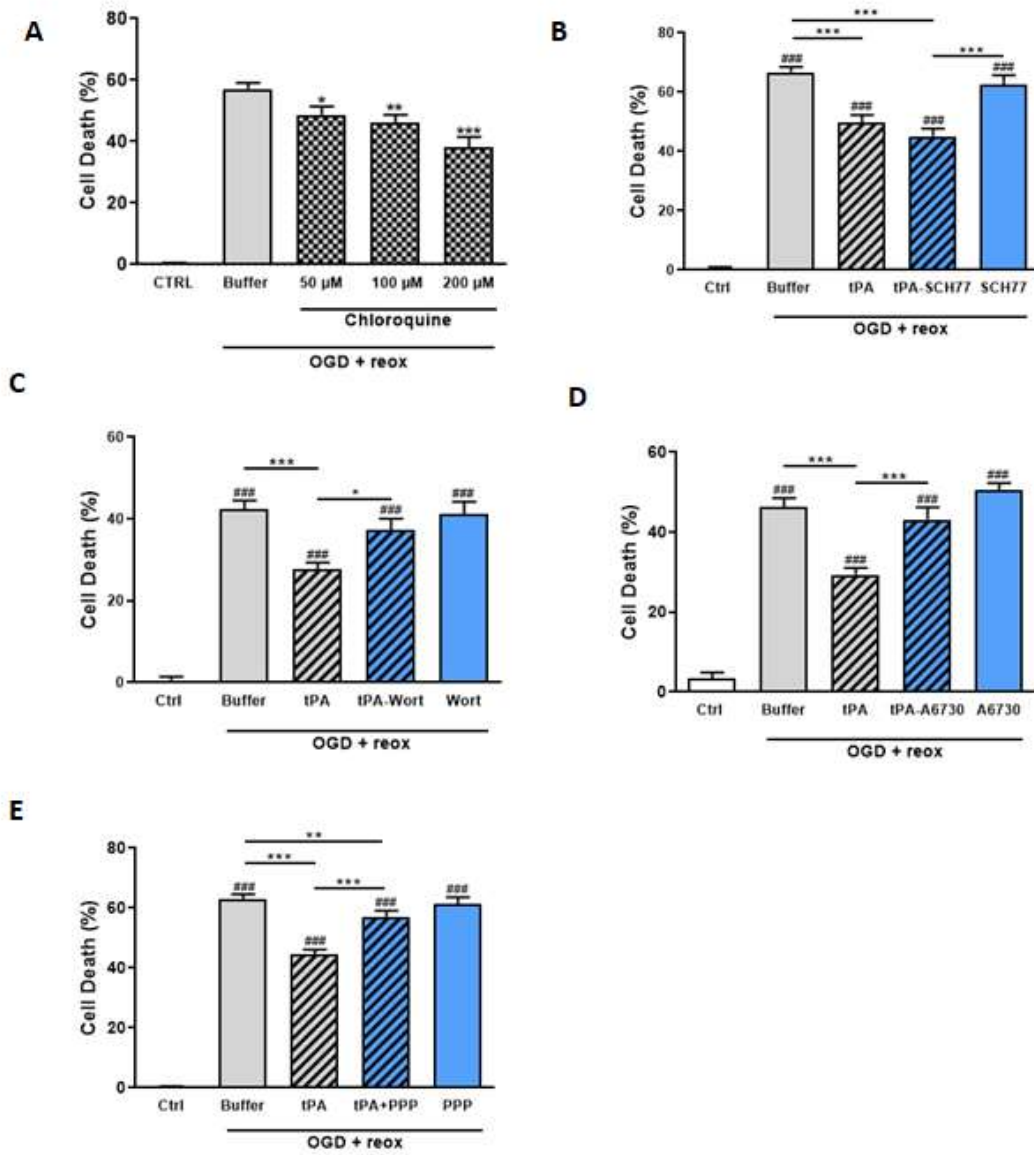 A
Cell Death (%)
80
60
40
20
0
*
**
***
CTRL Buffer 50 µM 100 µM 200 µM
Chloroquine
OGD + reox
B
Cell Death (%)
80
60
40
20
0
***
*** ***
### ### ### ###
Ctrl Buffer tPA tPA-SCH77 SCH77
OGD + reox
C
Cell Death (%)
60
40
20
0
***
*
### ### ### ###
Ctrl Buffer tPA tPA-Wort Wort
OGD + reox
D
Cell Death (%)
60
40
20
0
*** ***
### ### ### ###
Ctrl Buffer tPA tPA-A6730 A6730
OGD + reox
E
Cell Death (%)
80
60
40
20
0
**
***
***
### ### ### ###
Ctrl Buffer tPA tPA+PPP PPP
OGD + reox